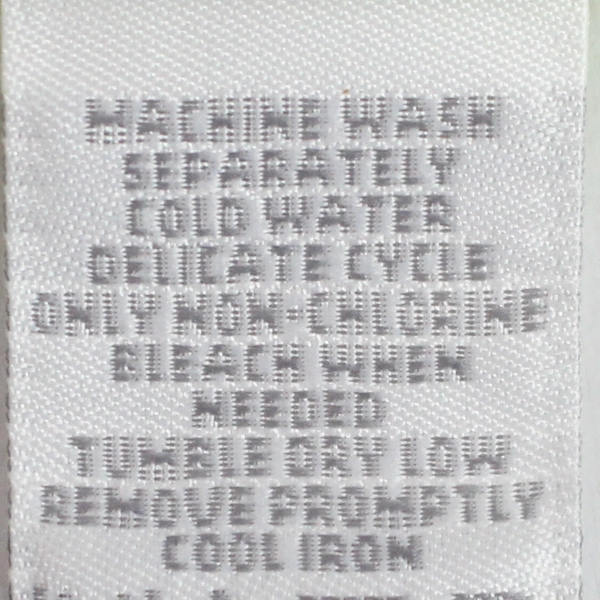 MACHINE WASH
SEPARATELY
COLD WATER
DELICATE CYCLE
ONLY NON-CHLORINE
BLEACH WHEN
NEEDED
TUMBLE DRY LOW
REMOVE PROMPTLY
COOL IRON